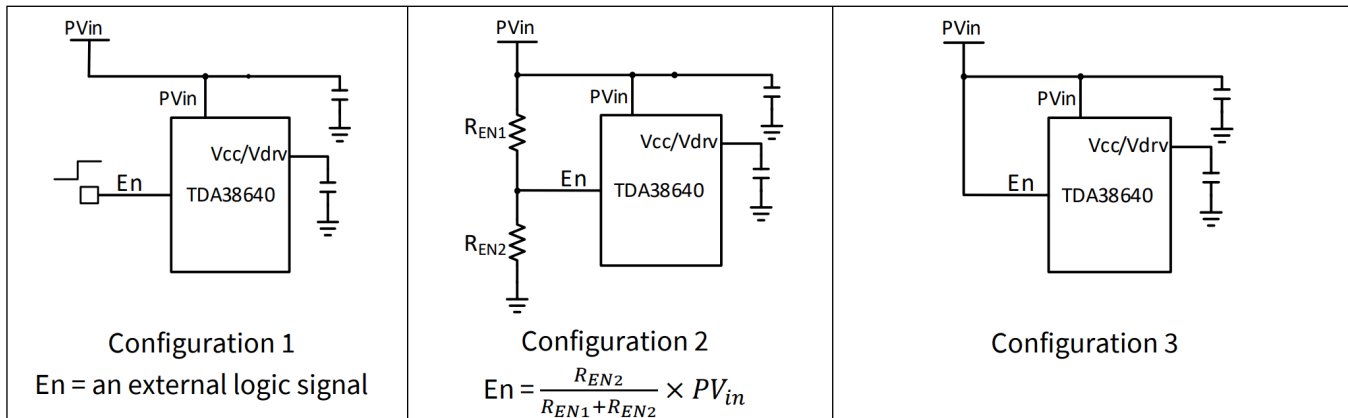 PVin
PVin
Vcc/Vdrv
En
TDA38640
Configuration 1
En = an external logic signal
PVin
PVin
R_EN1
Vcc/Vdrv
En
TDA38640
R_EN2
Configuration 2
En = R_EN2 / (R_EN1+R_EN2) × PV_in
PVin
PVin
Vcc/Vdrv
En
TDA38640
Configuration 3